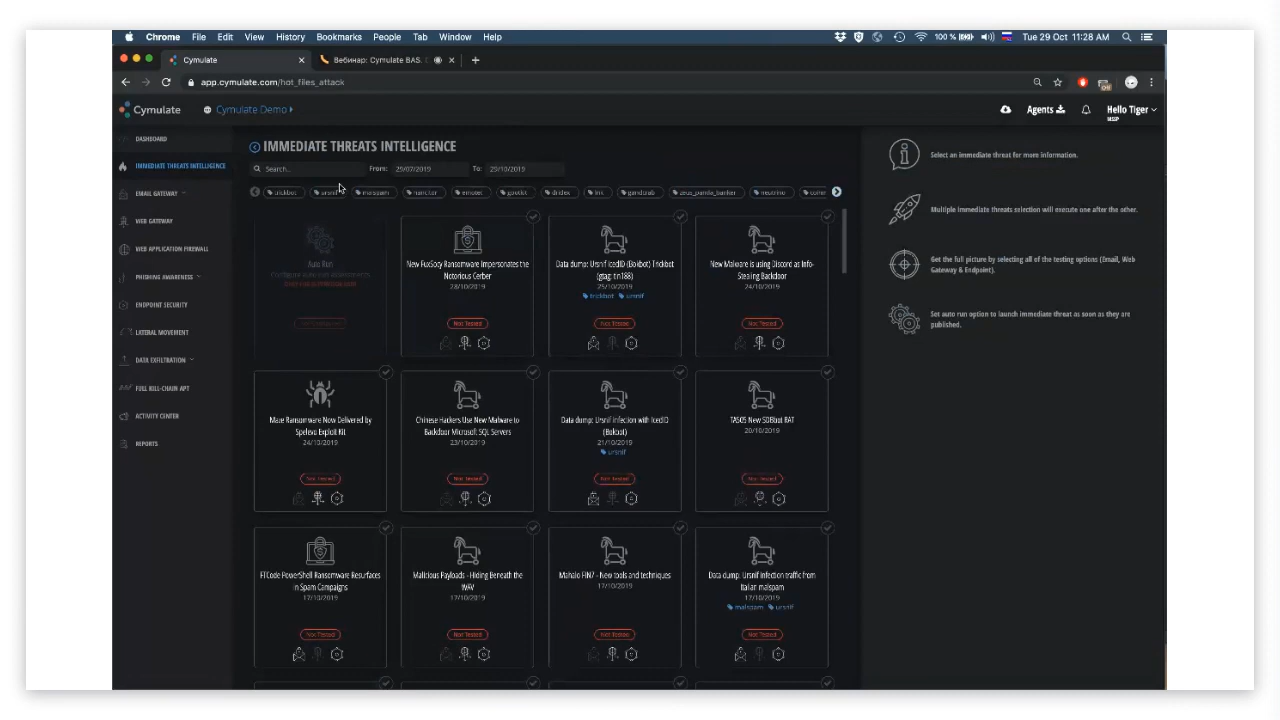 Chrome File Edit View History Bookmarks People Tab Window Help
100 % Tue 29 Oct 11:28 AM
Cymulate
Вебинар: Cymulate BAS.
app.cymulate.com/hot_files_attack
Cymulate
Cymulate Demo
Agents
Hello Tiger
MSSP
DASHBOARD
IMMEDIATE THREATS INTELLIGENCE
EMAIL GATEWAY
WEB GATEWAY
WEB APPLICATION FIREWALL
PHISHING AWARENESS
ENDPOINT SECURITY
LATERAL MOVEMENT
DATA EXFILTRATION
FULL KILL-CHAIN APT
ACTIVITY CENTER
REPORTS
IMMEDIATE THREATS INTELLIGENCE
Search... From: 29/07/2019 To: 29/10/2019
trickbot ursnif malspam hancitor emotet gootkit dridex lnk gandcrab zeus_panda_banker neutrino
Auto Run
New FuxSocy Ransomware Impersonates the
Notorious Cerber
28/10/2019
Not Tested
Data dump: Ursnif IcedID (Bokbot) Trickbot
(gtag: tin188)
25/10/2019
trickbot ursnif
Not Tested
New Malware is using Discord as Info-
Stealing Backdoor
24/10/2019
Not Tested
Maze Ransomware Now Delivered by
Spelevo Exploit Kit
24/10/2019
Not Tested
Chinese Hackers Use New Malware to
Backdoor Microsoft SQL Servers
23/10/2019
Not Tested
Data dump: Ursnif infection with IcedID
(Bokbot)
21/10/2019
ursnif
Not Tested
TA505 New SDBbot RAT
20/10/2019
Not Tested
FTCode PowerShell Ransomware Resurfaces
in Spam Campaigns
17/10/2019
Not Tested
Malicious Payloads - Hiding Beneath the
WAV
17/10/2019
Not Tested
Mahalo FIN7 - New tools and techniques
17/10/2019
Not Tested
Data dump: Ursnif infection traffic from
Italian malspam
17/10/2019
malspam ursnif
Not Tested
Select an immediate threat for more information.
Multiple immediate threats selection will execute one after the other.
Get the full picture by selecting all of the testing options (Email, Web
Gateway & Endpoint).
Set auto run option to launch immediate threat as soon as they are
published.